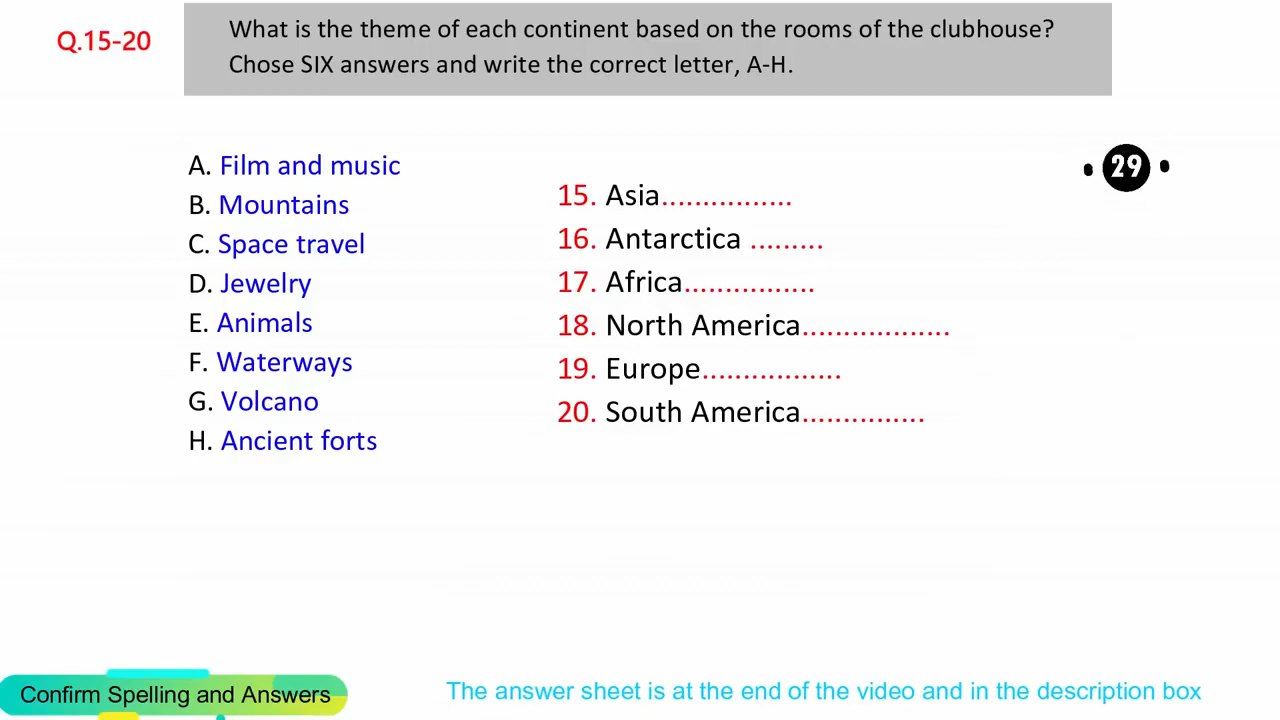 Q.15-20
What is the theme of each continent based on the rooms of the clubhouse?
Chose SIX answers and write the correct letter, A-H.
A. Film and music
B. Mountains
C. Space travel
D. Jewelry
E. Animals
F. Waterways
G. Volcano
H. Ancient forts
29
15. Asia................
16. Antarctica .........
17. Africa................
18. North America..................
19. Europe.................
20. South America...............
Confirm Spelling and Answers
The answer sheet is at the end of the video and in the description box